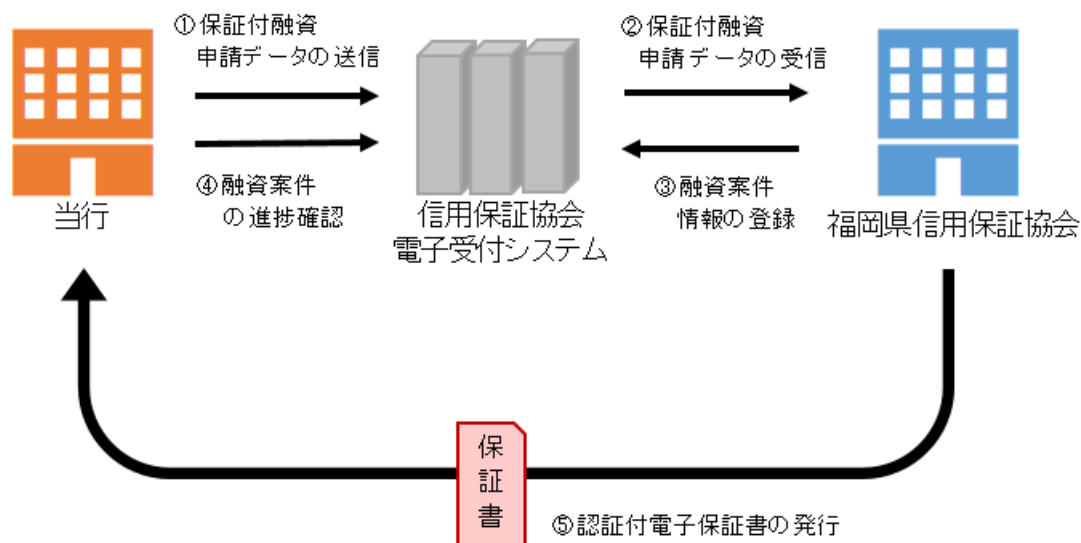 ①保証付融資
申請データの送信
②保証付融資
申請データの受信
④融資案件
の進捗確認
③融資案件
情報の登録
当行
信用保証協会
電子受付システム
福岡県信用保証協会
保
証
書
⑤認証付電子保証書の発行